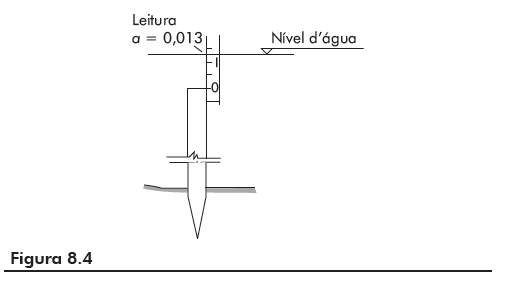 Leitura
a = 0,013
Nível d'água
1
0
Figura 8.4